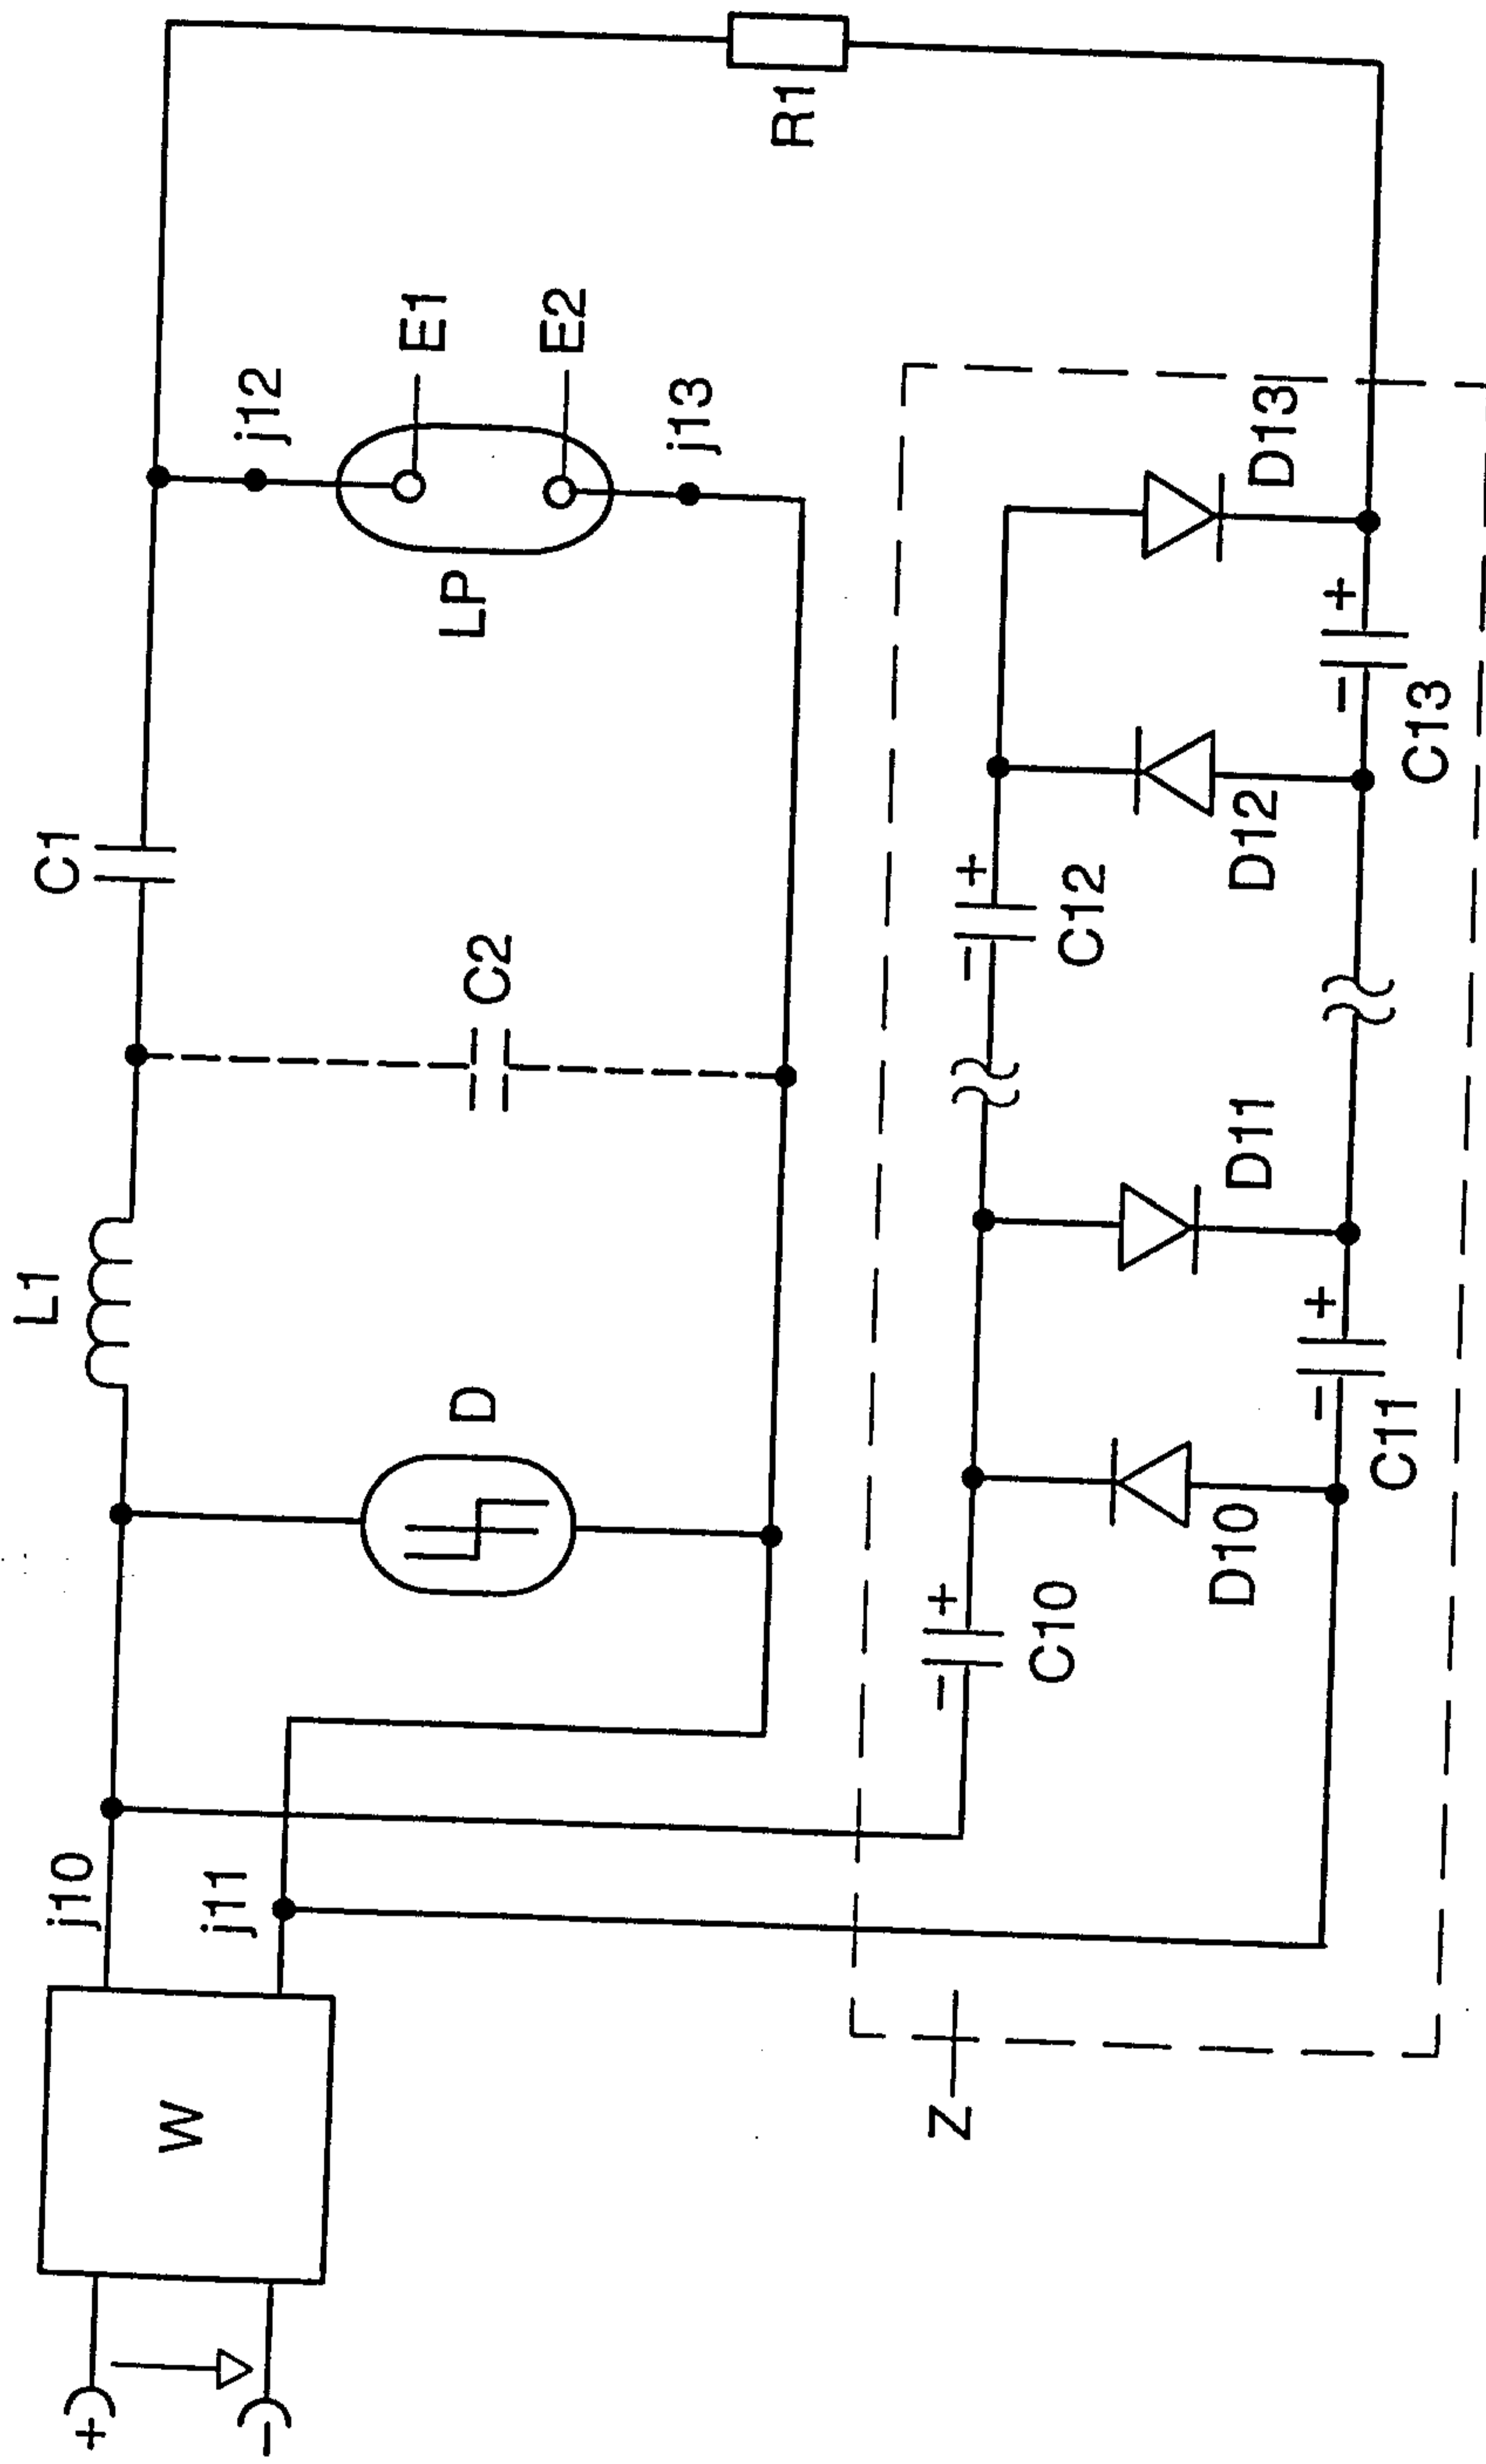 L1
C1
j10
j11
W
+
-
D
C2
LP
j12
E1
E2
j13
R1
Z
- +
C10
- +
C12
D10
D11
D12
D13
- +
C11
- +
C13